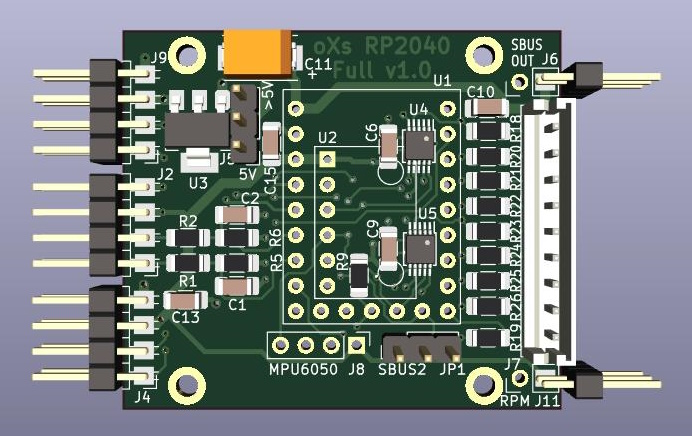 oXs RP2040
Full v1.0
SBUS
OUT
J6
J9
C11
+
>5V
U1
C10
U4
C6
R18
U2
J5
5V
C15
R20
J2
U3
R21
C2
R22
R2
U5
R24
R23
C9
R6
R5
R9
R25
R1
C1
C13
R26
R19
MPU6050
J8
SBUS2
JP1
J7
J4
RPM
J11